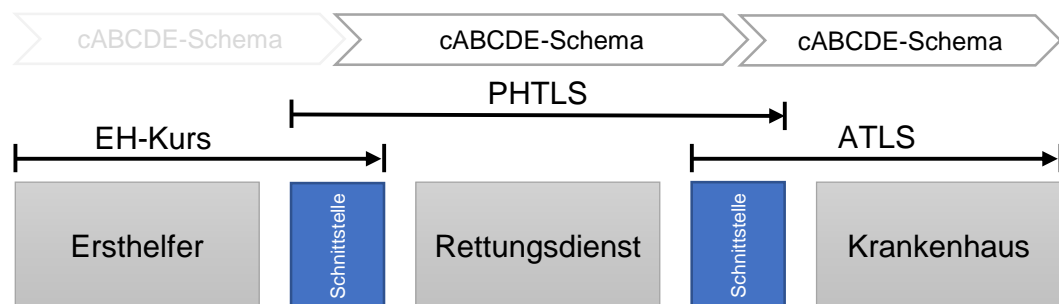 cABCDE-Schema
cABCDE-Schema
cABCDE-Schema
PHTLS
EH-Kurs
ATLS
Ersthelfer
Schnittstelle
Rettungsdienst
Schnittstelle
Krankenhaus